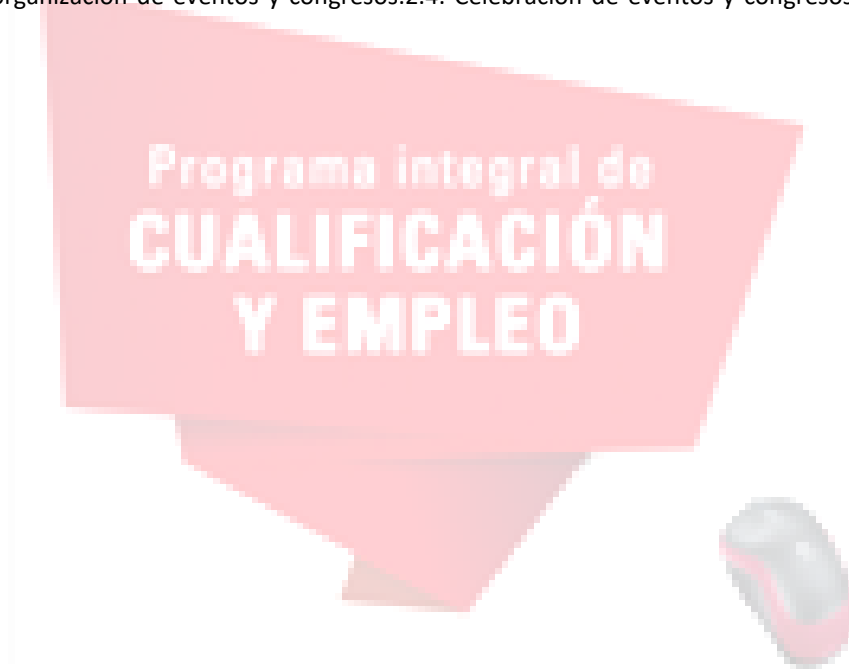 organización de eventos y congresos.2.4. Celebración de eventos y congresos
Programa integral de
CUALIFICACIÓN
Y EMPLEO